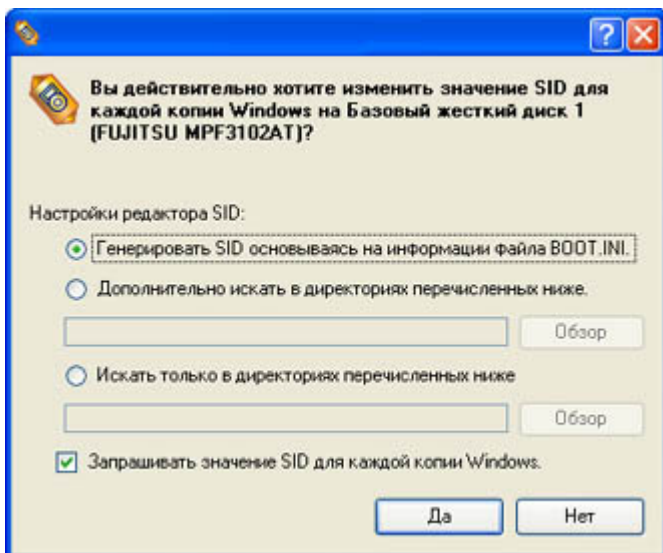 Вы действительно хотите изменить значение SID для
каждой копии Windows на Базовый жесткий диск 1
(FUJITSU MPF3102AT)?
Настройки редактора SID:
Генерировать SID основываясь на информации файла BOOT.INI.
Дополнительно искать в директориях перечисленных ниже.
Обзор
Искать только в директориях перечисленных ниже
Обзор
Запрашивать значение SID для каждой копии Windows.
Да Нет